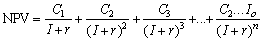 NPV = C₁/(I+r) + C₂/(I+r)² + C₃/(I+r)³ +...+ C₂...Iₒ/(I+r)ⁿ